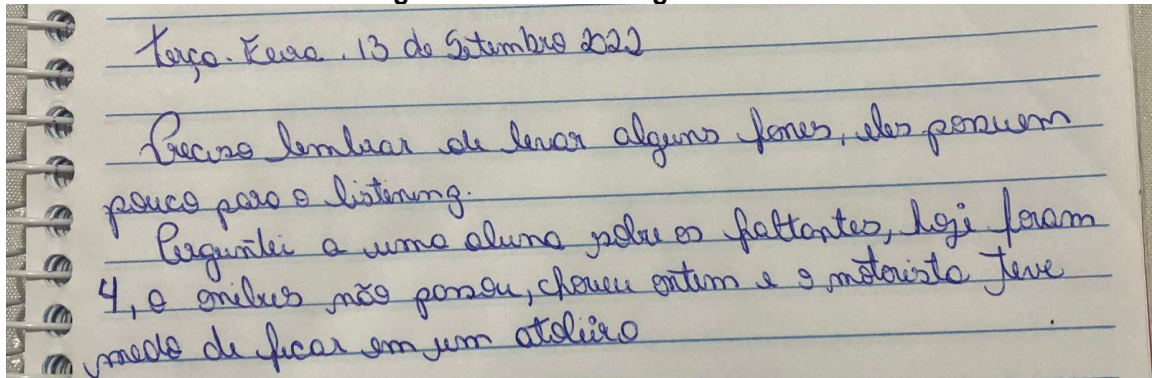 Terça-Feira, 13 de Setembro 2022
Preciso lembrar de levar alguns fones, eles possuem
pouco para o listening.
Perguntei a uma aluna sobre os faltantes, hoje foram
4, o ônibus não passou, choveu ontem e o motorista teve
medo de ficar em um atoleiro